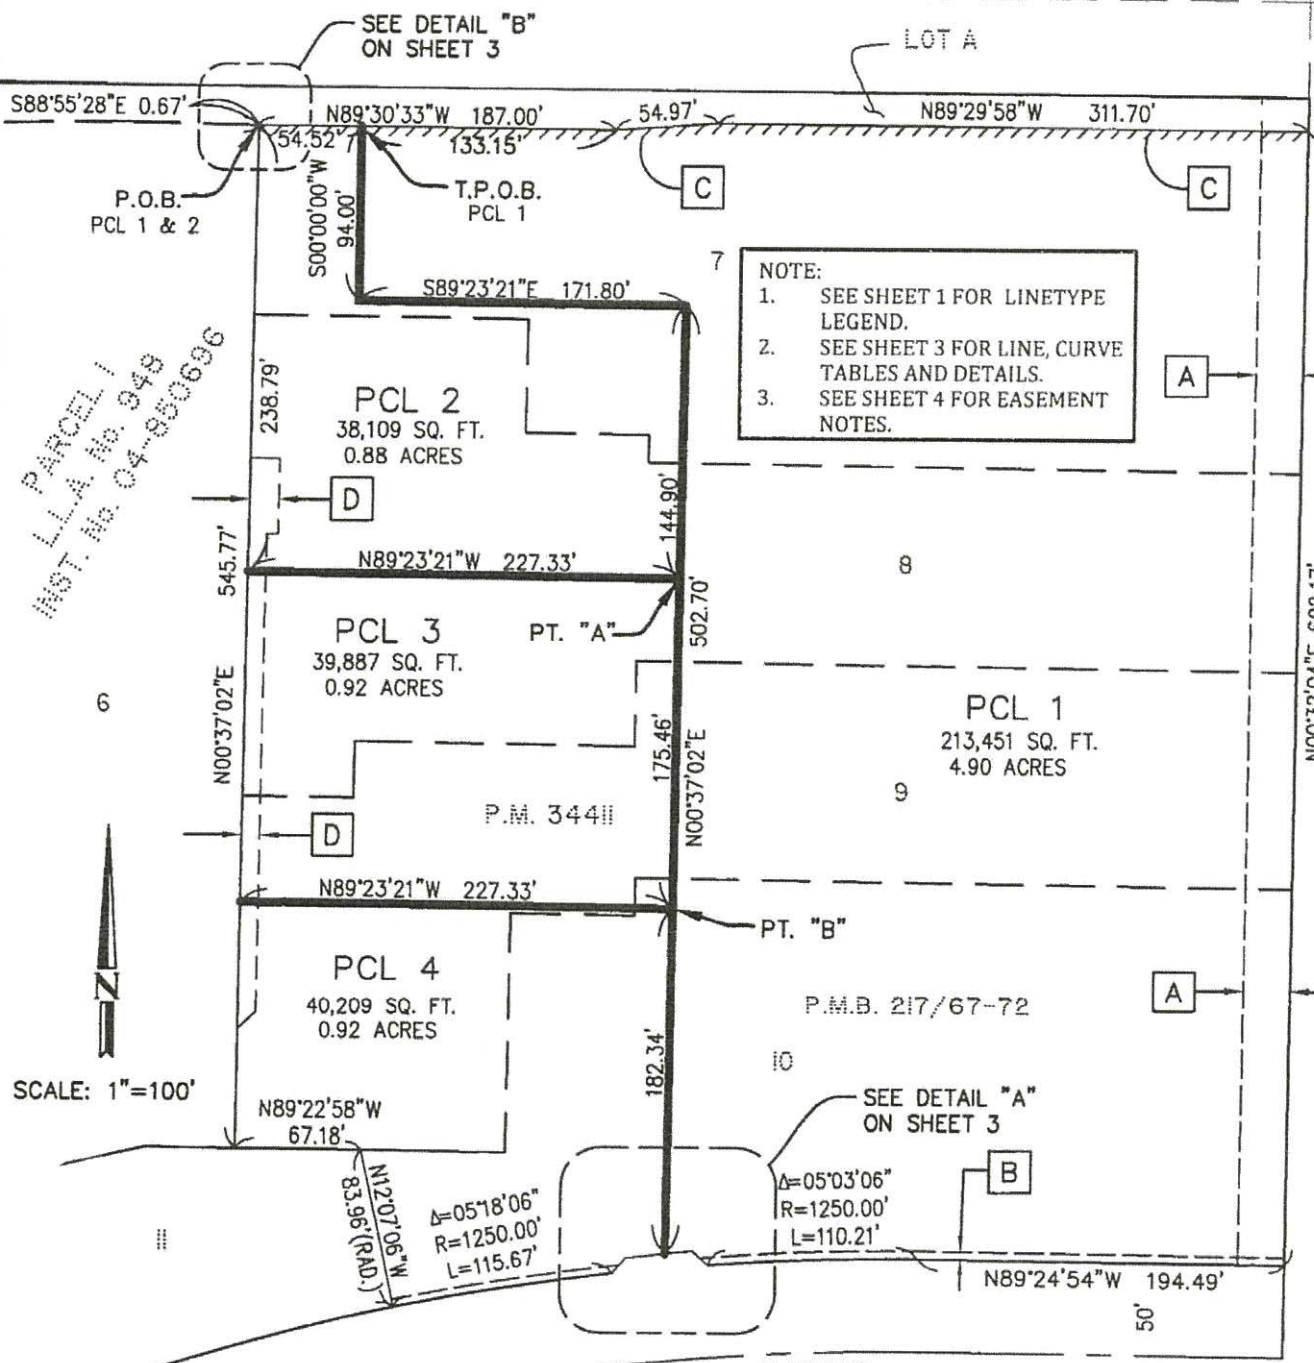 SEE DETAIL "B"
ON SHEET 3
LOT A
S88°55'28"E 0.67'
N89°30'33"W 187.00'
54.97'
N89°29'58"W 311.70'
54.52'
133.15'
P.O.B.
PCL 1 & 2
T.P.O.B.
PCL 1
C
C
S00°00'00"W
94.00'
7
NOTE:
1. SEE SHEET 1 FOR LINETYPE
LEGEND.
2. SEE SHEET 3 FOR LINE, CURVE
TABLES AND DETAILS.
3. SEE SHEET 4 FOR EASEMENT
NOTES.
S89°23'21"E 171.80'
PARCEL 1
L.L.A. No. 949
INST. No. 04-950696
238.79'
PCL 2
38,109 SQ. FT.
0.88 ACRES
A
D
144.90'
545.77'
N89°23'21"W 227.33'
8
PT. "A"
502.70'
PCL 3
39,887 SQ. FT.
0.92 ACRES
6
N00°37'02"E
175.46'
N00°37'02"E
PCL 1
213,451 SQ. FT.
4.90 ACRES
9
P.M. 34411
D
N89°23'21"W 227.33'
PT. "B"
PCL 4
40,209 SQ. FT.
0.92 ACRES
N
A
P.M.B. 217/67-72
10
182.34'
SCALE: 1"=100'
N89°22'58"W
67.18'
SEE DETAIL "A"
ON SHEET 3
11
N12°07'06"W
83.96'(RAD.)
Δ=05°18'06"
R=1250.00'
L=115.67'
Δ=05°03'06"
R=1250.00'
L=110.21'
B
N89°24'54"W 194.49'
50'